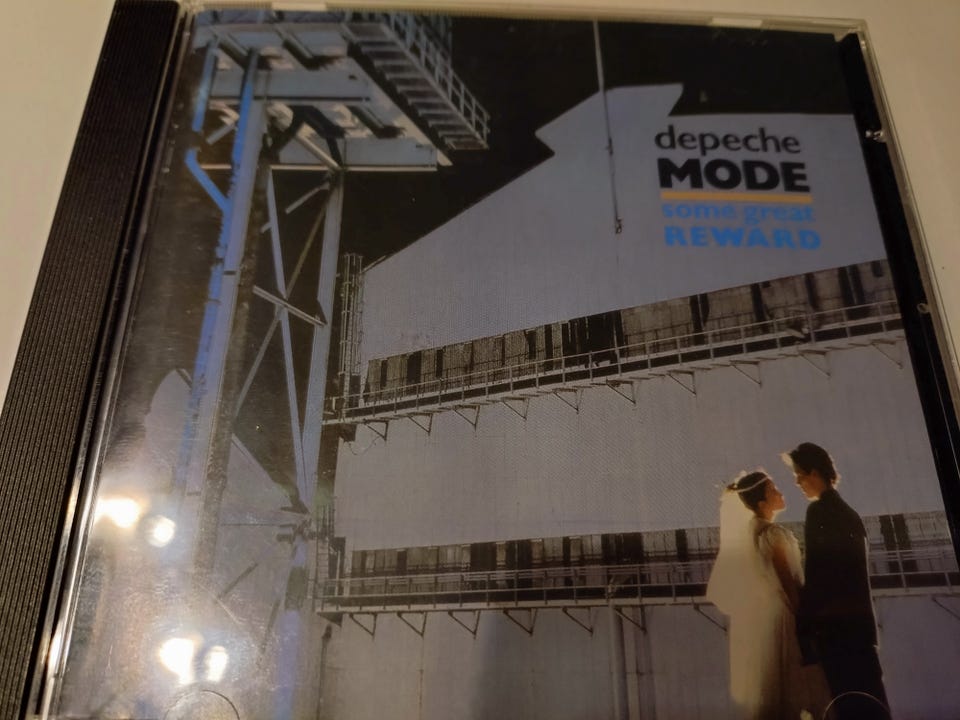 depeche
MODE
some great
REWARD